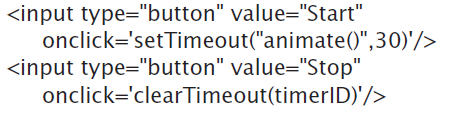 <input type="button" value="Start"
onclick='setTimeout("animate()",30)'/>
<input type="button" value="Stop"
onclick='clearTimeout(timerID)'/>